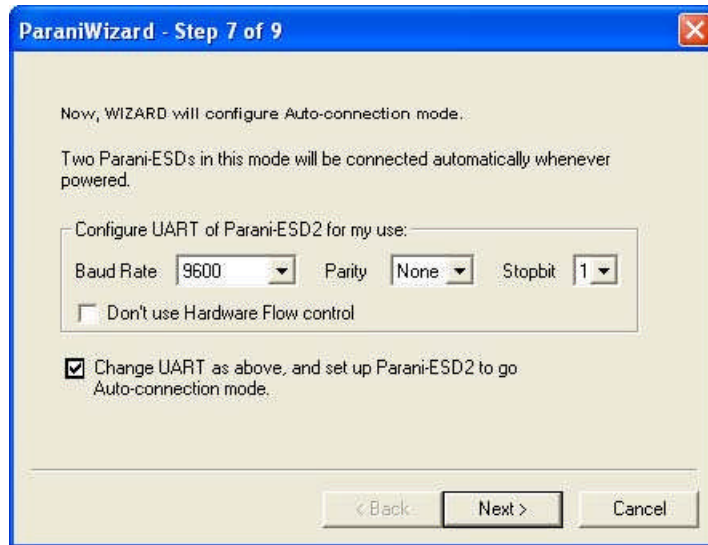 ParaniWizard - Step 7 of 9
Now, WIZARD will configure Auto-connection mode.
Two Parani-ESDs in this mode will be connected automatically whenever
powered.
Configure UART of Parani-ESD2 for my use:
Baud Rate 9600 Parity None Stopbit 1
Don't use Hardware Flow control
Change UART as above, and set up Parani-ESD2 to go
Auto-connection mode.
< Back Next > Cancel